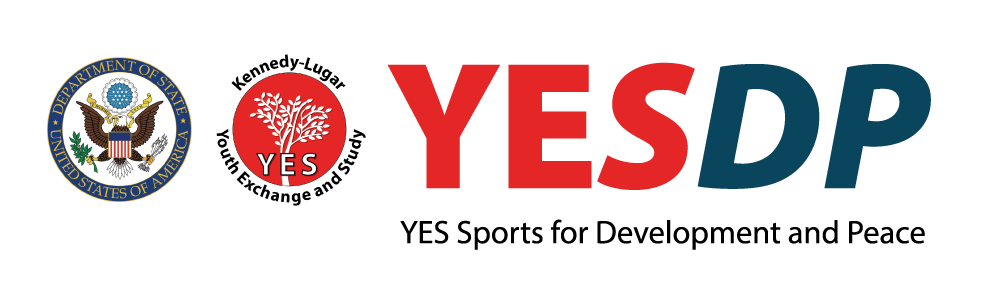 DEPARTMENT OF STATE
UNITED STATES OF AMERICA
Kennedy-Lugar
YES
Youth Exchange and Study
YESDP
YES Sports for Development and Peace